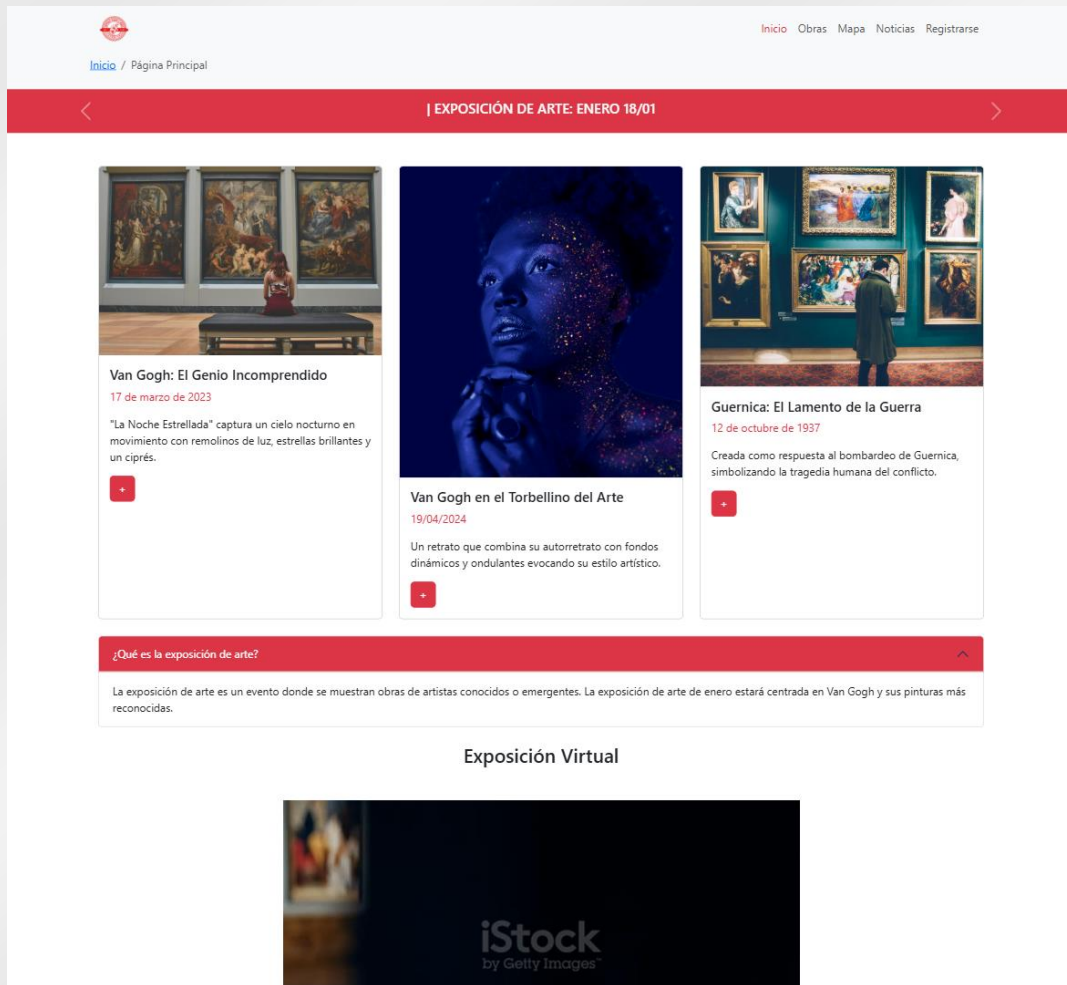 Inicio Obras Mapa Noticias Registrarse
Inicio / Página Principal
| EXPOSICIÓN DE ARTE: ENERO 18/01
Van Gogh: El Genio Incomprendido
17 de marzo de 2023
"La Noche Estrellada" captura un cielo nocturno en
movimiento con remolinos de luz, estrellas brillantes y
un ciprés.
+
Van Gogh en el Torbellino del Arte
19/04/2024
Un retrato que combina su autorretrato con fondos
dinámicos y ondulantes evocando su estilo artístico.
+
Guernica: El Lamento de la Guerra
12 de octubre de 1937
Creada como respuesta al bombardeo de Guernica,
simbolizando la tragedia humana del conflicto.
+
¿Qué es la exposición de arte?
La exposición de arte es un evento donde se muestran obras de artistas conocidos o emergentes. La exposición de arte de enero estará centrada en Van Gogh y sus pinturas más
reconocidas.
Exposición Virtual
iStock
by Getty Images™